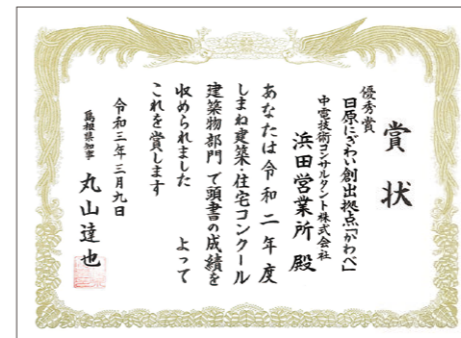 賞状
優秀賞
日原にぎわい創出拠点「かわべ」
中電技術コンサルタント株式会社
浜田営業所 殿
あなたは令和二年度
しまね建築・住宅コンクール
建築物部門で頭書の成績を
収められました よって
これを賞します
令和三年三月九日
島根県知事 丸山達也